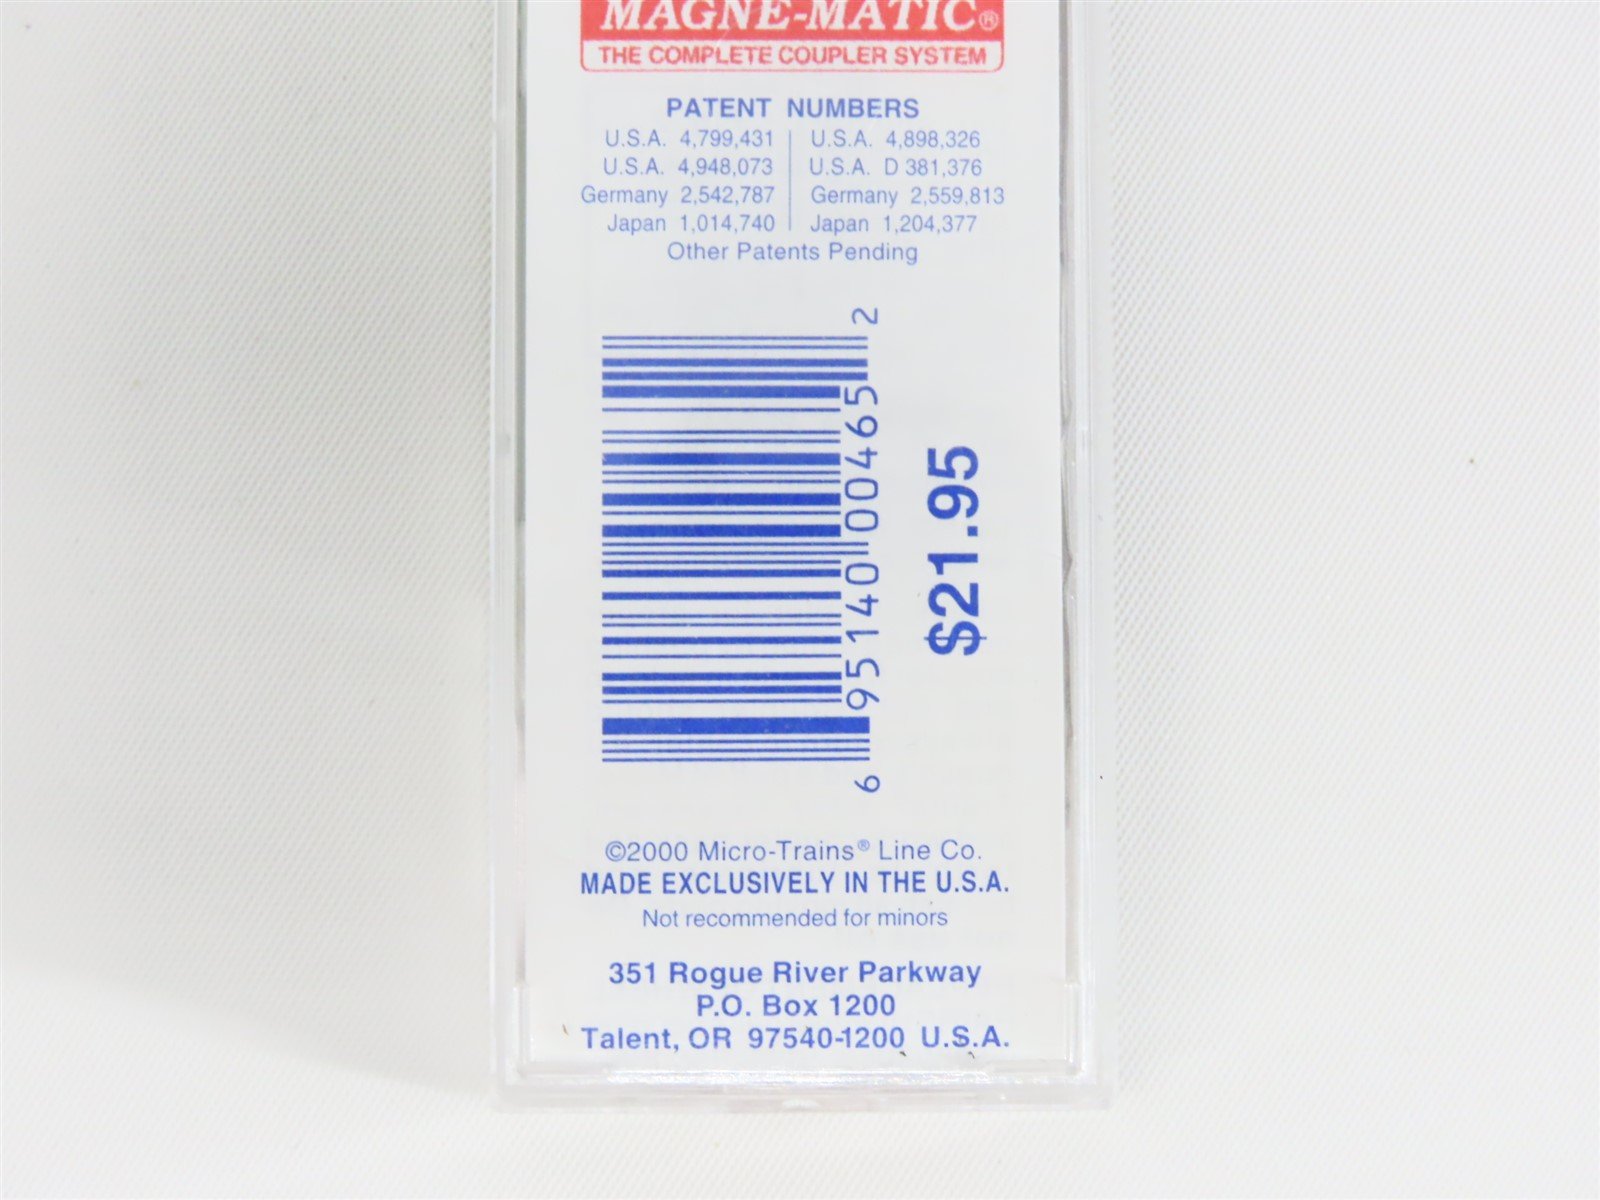 MAGNE-MATIC®
THE COMPLETE COUPLER SYSTEM
PATENT NUMBERS
U.S.A. 4,799,431 | U.S.A. 4,898,326
U.S.A. 4,948,073 | U.S.A. D 381,376
Germany 2,542,787 | Germany 2,559,813
Japan 1,014,740 | Japan 1,204,377
Other Patents Pending
6 95140 00465 2
$21.95
©2000 Micro-Trains® Line Co.
MADE EXCLUSIVELY IN THE U.S.A.
Not recommended for minors
351 Rogue River Parkway
P.O. Box 1200
Talent, OR 97540-1200 U.S.A.